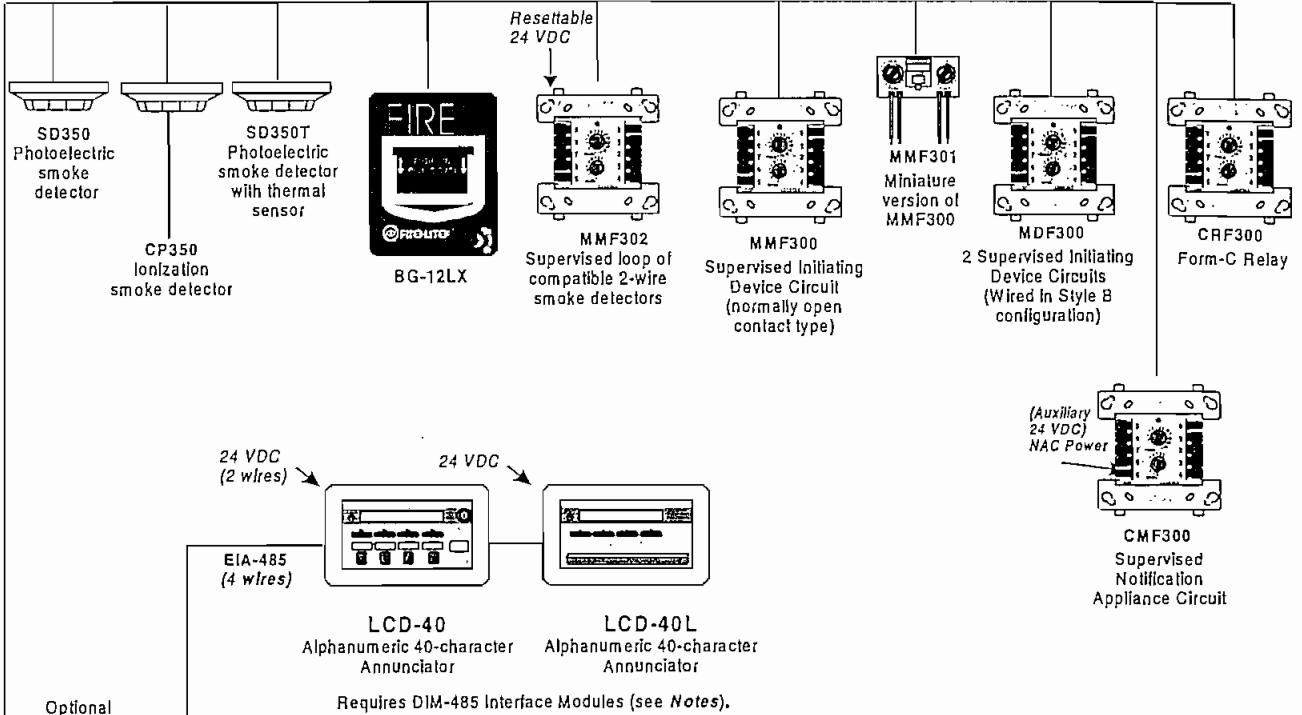 Resettable
24 VDC
SD350
Photoelectric
smoke
detector
CP350
Ionization
smoke detector
SD350T
Photoelectric
smoke detector
with thermal
sensor
FIRE
BG-12LX
MMF302
Supervised loop of
compatible 2-wire
smoke detectors
MMF300
Supervised Initiating
Device Circuit
(normally open
contact type)
MMF301
Miniature
version of
MMF300
MDF300
2 Supervised Initiating
Device Circuits
(Wired in Style B
configuration)
CRF300
Form-C Relay
(Auxiliary
24 VDC)
NAC Power
CMF300
Supervised
Notification
Appliance Circuit
24 VDC
(2 wires)
24 VDC
EIA-485
(4 wires)
LCD-40
Alphanumeric 40-character
Annunciator
LCD-40L
Alphanumeric 40-character
Annunciator
Requires DIM-485 Interface Modules (see Notes).
Optional